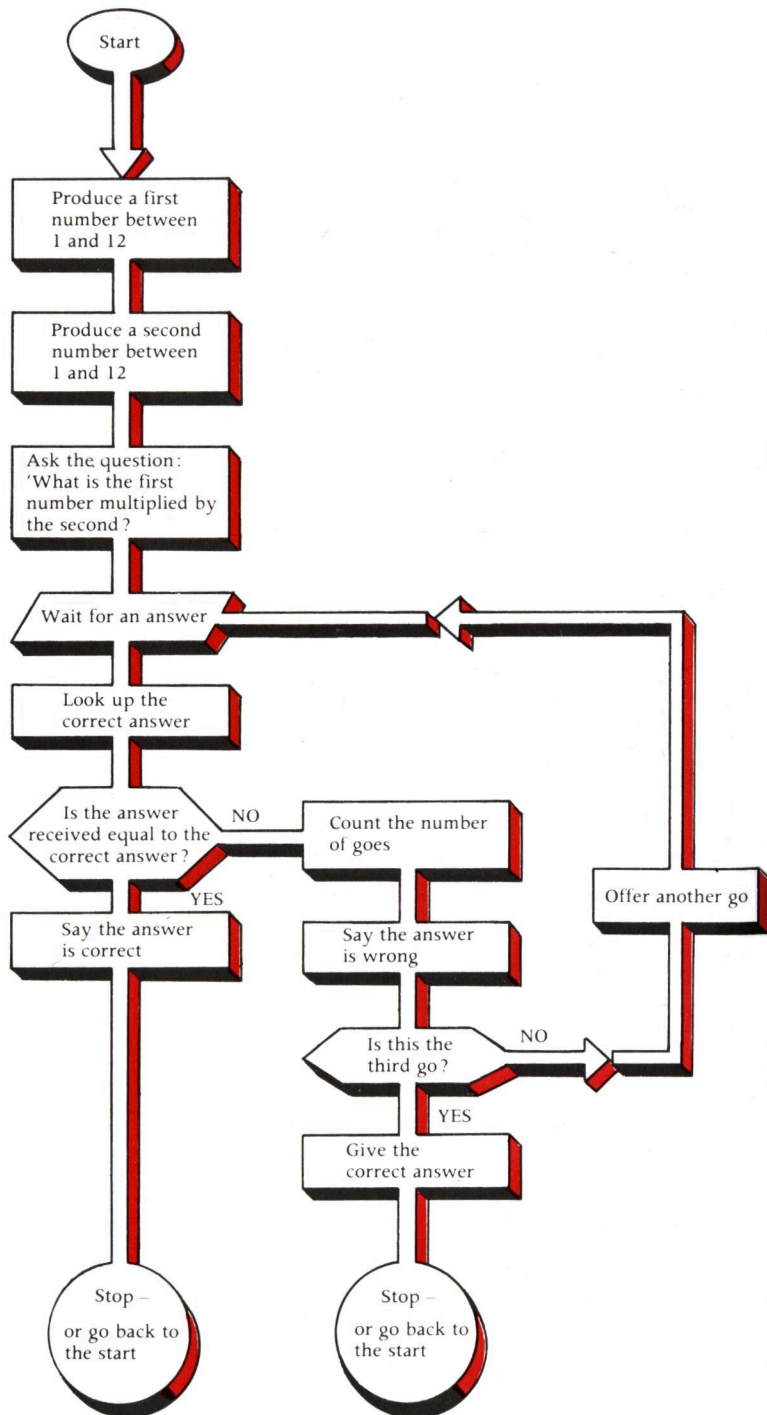 Start
Produce a first
number between
1 and 12
Produce a second
number between
1 and 12
Ask the question:
'What is the first
number multiplied by
the second?
Wait for an answer
Look up the
correct answer
Is the answer
received equal to the
correct answer?
NO
YES
Say the answer
is correct
Count the number
of goes
Say the answer
is wrong
Is this the
third go?
NO
Offer another go
YES
Give the
correct answer
Stop –
or go back to
the start
Stop –
or go back to
the start